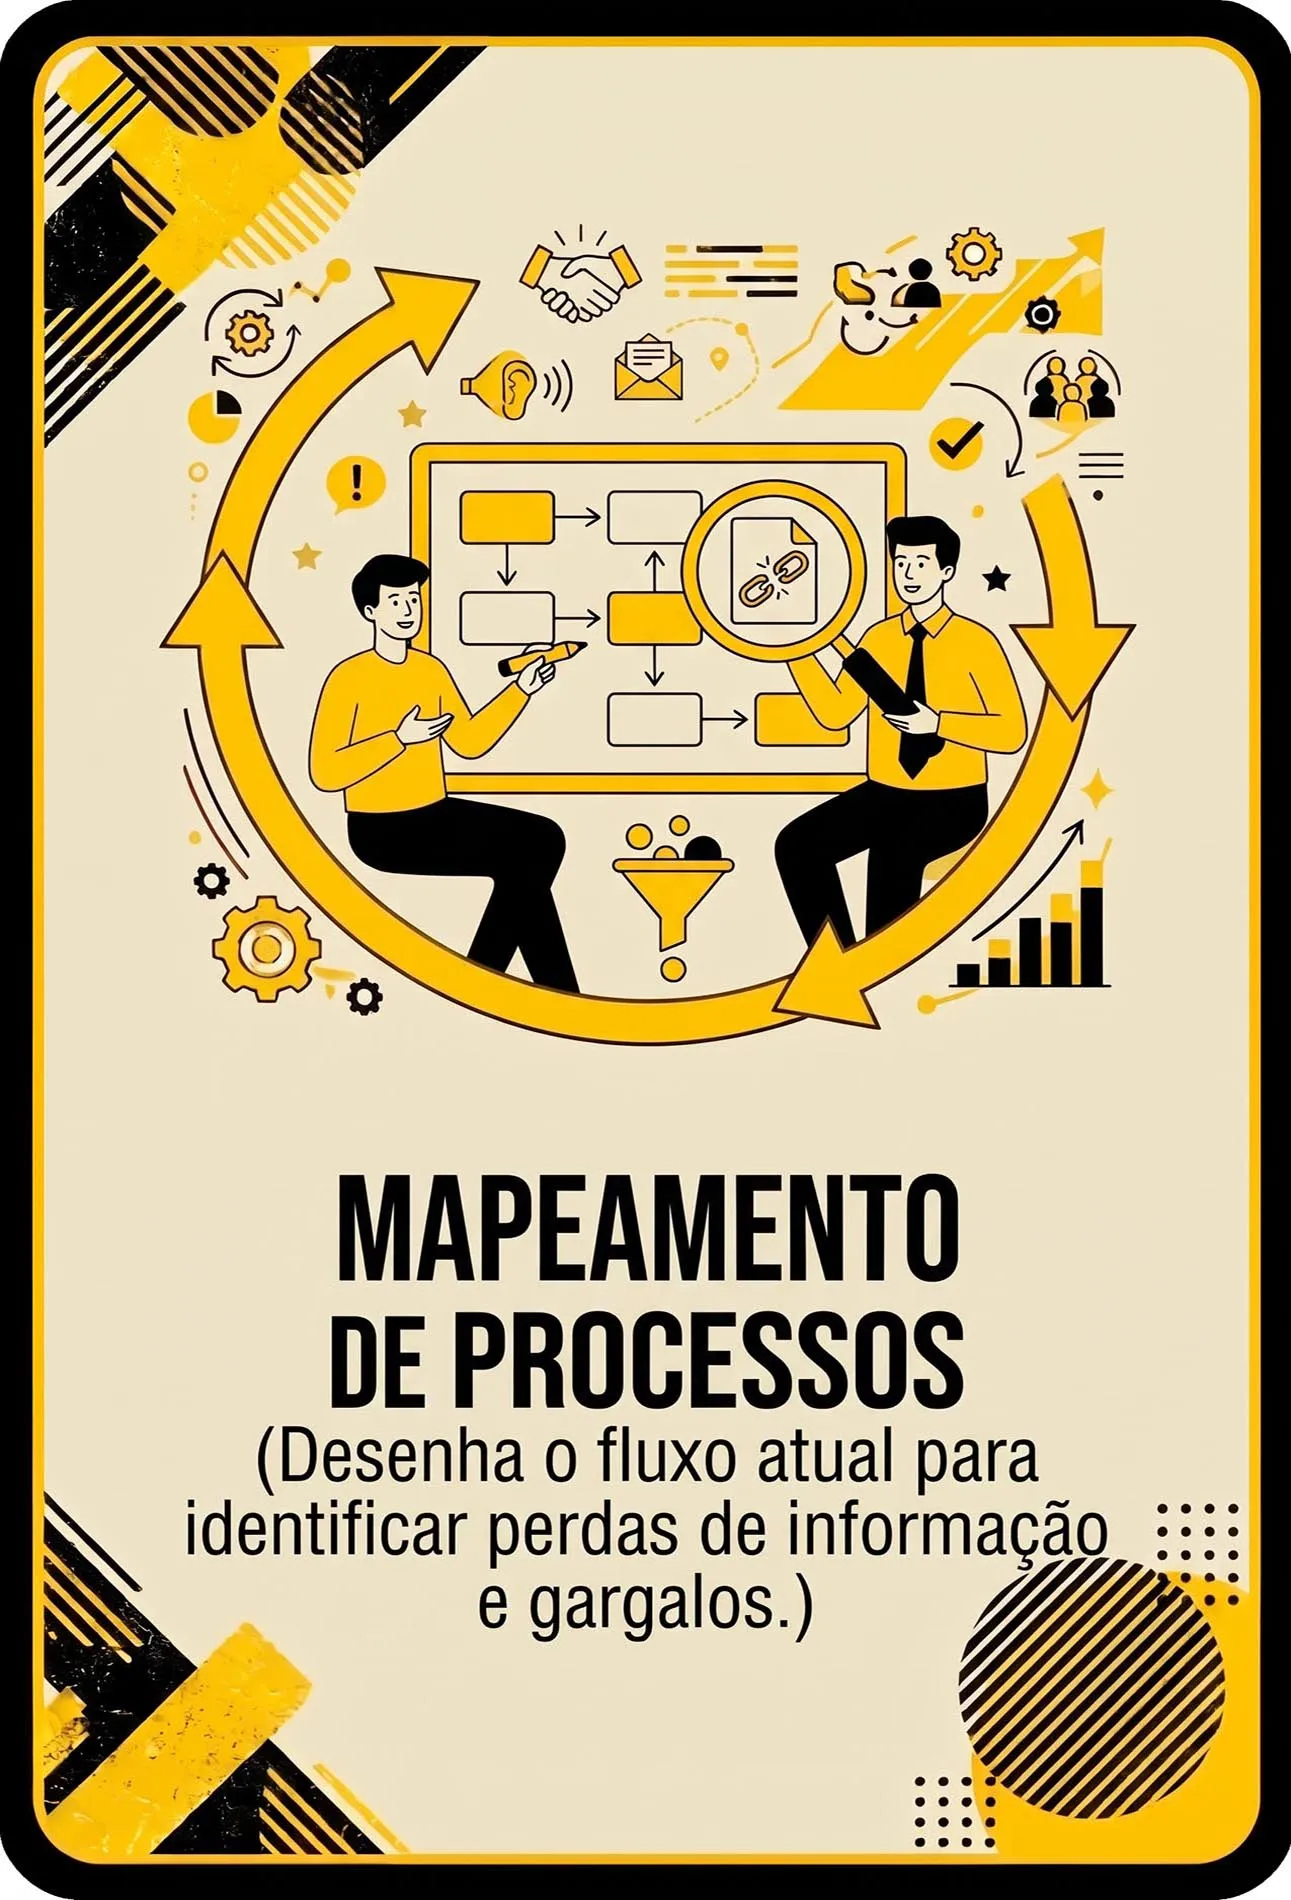 MAPEAMENTO
DE PROCESSOS
(Desenha o fluxo atual para
identificar perdas de informação
e gargalos.)